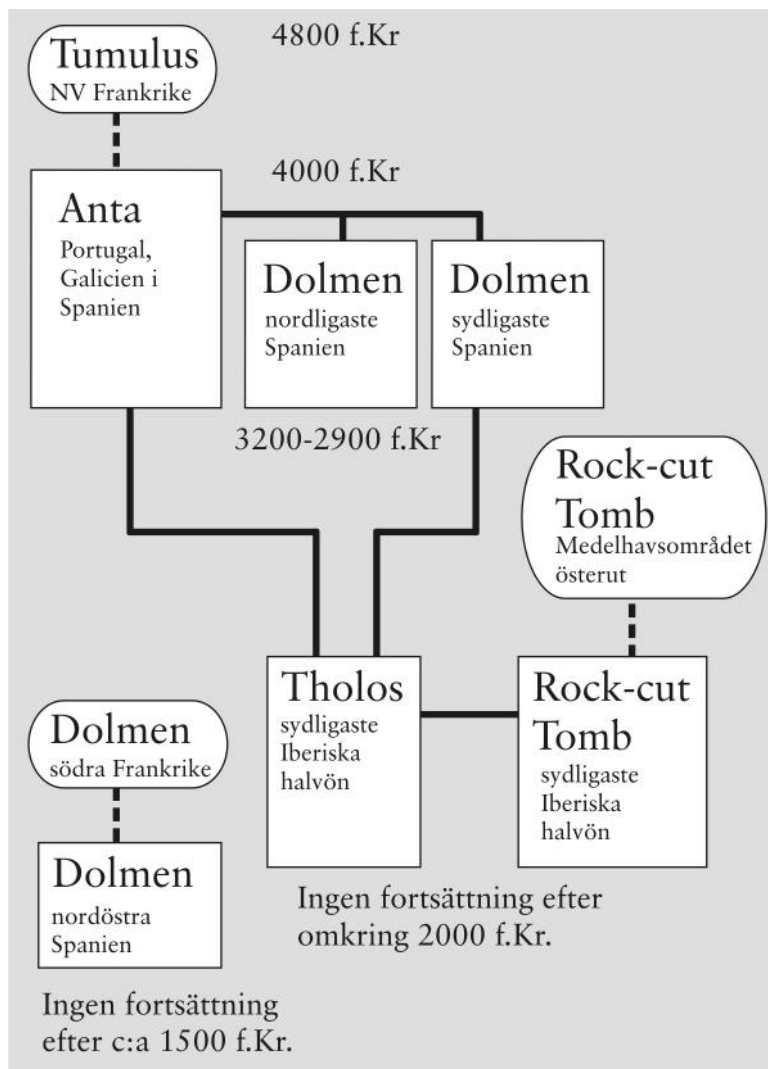 4800 f.Kr
Tumulus
NV Frankrike
4000 f.Kr
Anta
Portugal,
Galicien i
Spanien
Dolmen
nordligaste
Spanien
Dolmen
sydligaste
Spanien
3200-2900 f.Kr
Rock-cut
Tomb
Medelhavsområdet
österut
Tholos
sydligaste
Iberiska
halvön
Rock-cut
Tomb
sydligaste
Iberiska
halvön
Dolmen
södra Frankrike
Dolmen
nordöstra
Spanien
Ingen fortsättning efter
omkring 2000 f.Kr.
Ingen fortsättning
efter c:a 1500 f.Kr.